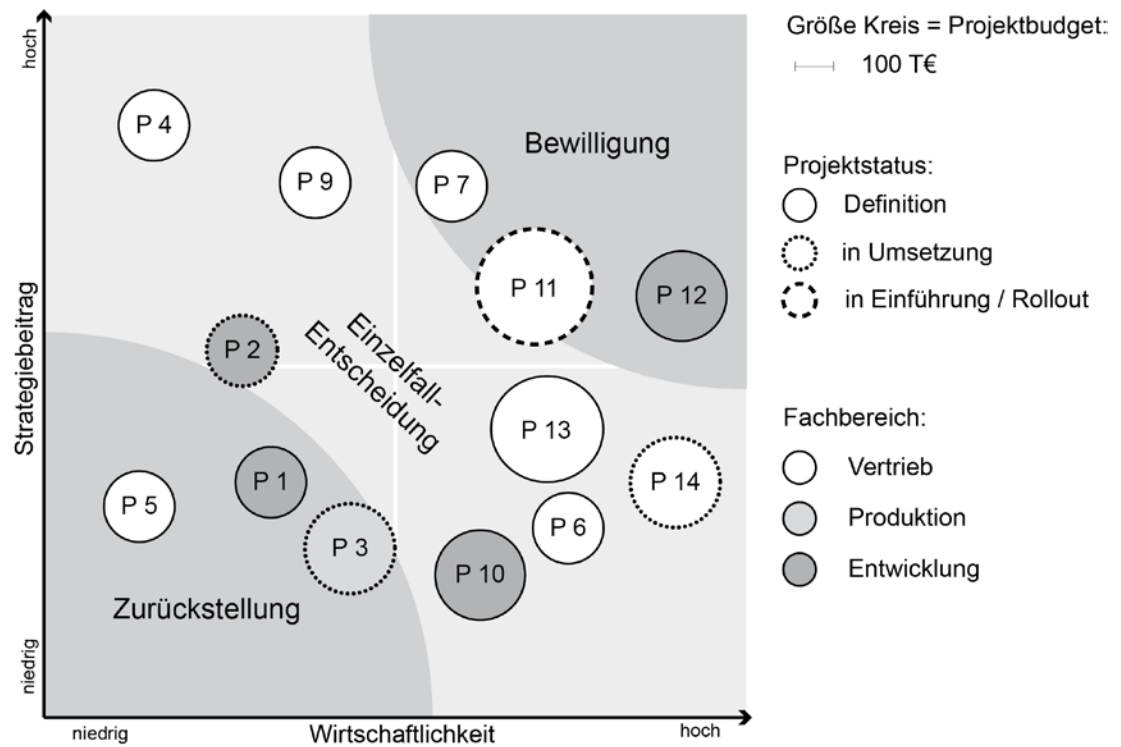 hoch
Strategiebeitrag
niedrig
P 4
P 9
P 7
Bewilligung
P 11
P 12
P 2
Einzelfall-
Entscheidung
P 13
P 14
P 1
P 5
P 3
P 6
P 10
Zurückstellung
niedrig
Wirtschaftlichkeit
hoch
Größe Kreis = Projektbudget:
100 T€
Projektstatus:
Definition
in Umsetzung
in Einführung / Rollout
Fachbereich:
Vertrieb
Produktion
Entwicklung